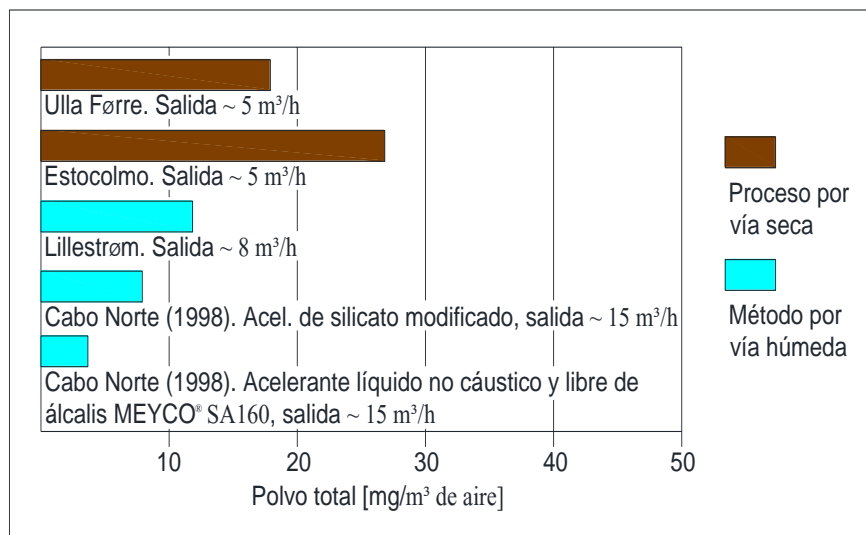 Ulla Førre. Salida ~ 5 m³/h
Estocolmo. Salida ~ 5 m³/h
Lillestrøm. Salida ~ 8 m³/h
Cabo Norte (1998). Acel. de silicato modificado, salida ~ 15 m³/h
Cabo Norte (1998). Acelerante líquido no cáustico y libre de
álcalis MEYCO® SA160, salida ~ 15 m³/h
10 20 30 40 50
Polvo total [mg/m³ de aire]
Proceso por
vía seca
Método por
vía húmeda